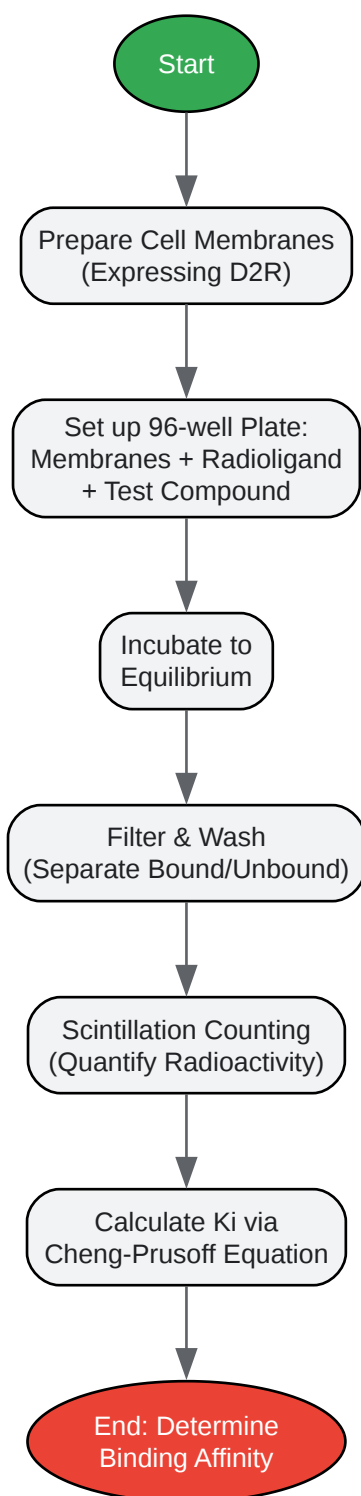 Start
Prepare Cell Membranes
(Expressing D2R)
Set up 96-well Plate:
Membranes + Radioligand
+ Test Compound
Incubate to
Equilibrium
Filter & Wash
(Separate Bound/Unbound)
Scintillation Counting
(Quantify Radioactivity)
Calculate Ki via
Cheng-Prusoff Equation
End: Determine
Binding Affinity